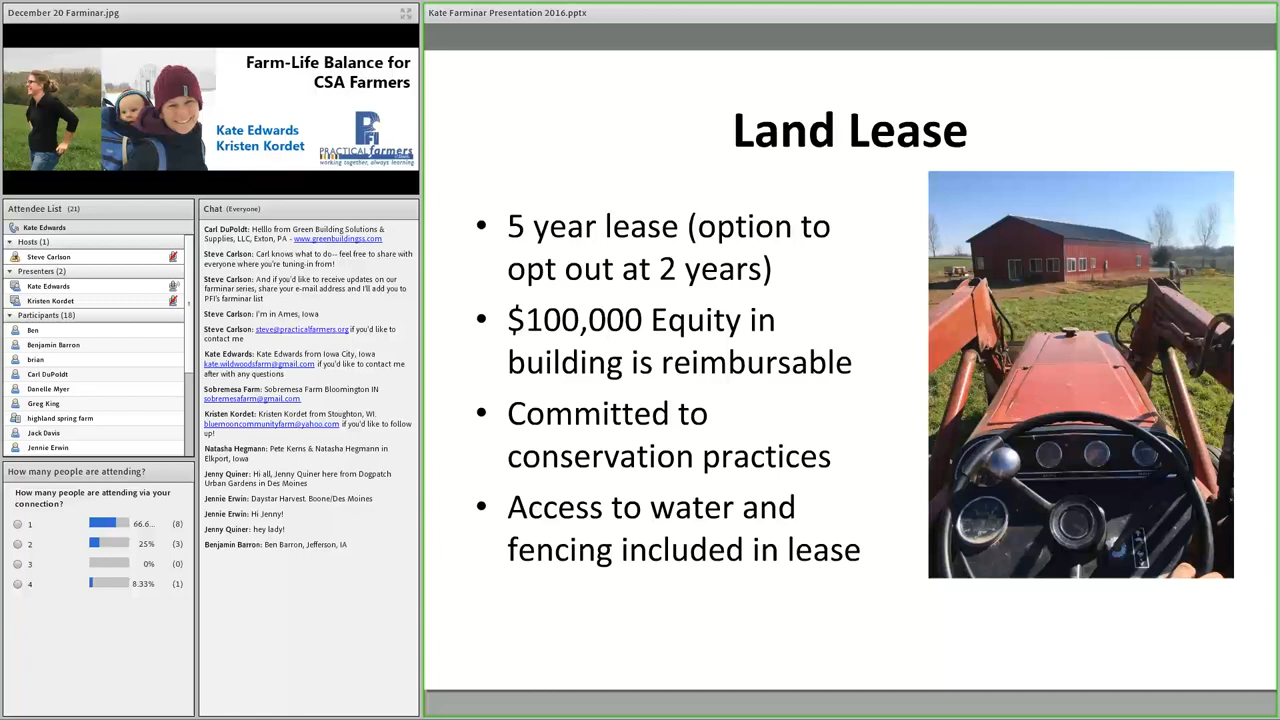 December 20 Farminar.jpg
Farm-Life Balance for
CSA Farmers
Kate Edwards
Kristen Kordet
PFI
PRACTICAL farmers
working together, always learning
Attendee List (21)
Kate Edwards
Hosts (1)
Steve Carlson
Presenters (2)
Kate Edwards
Kristen Kordet
Participants (18)
Ben
Benjamin Barron
brian
Carl DuPoldt
Danelle Myer
Greg King
highland spring farm
Jack Davis
Jennie Erwin
How many people are attending?
How many people are attending via your
connection?
1 66.6... (8)
2 25% (3)
3 0% (0)
4 8.33% (1)
Chat (Everyone)
Carl DuPoldt: Helllo from Green Building Solutions &
Supplies, LLC, Exton, PA - www.greenbuildingss.com
Steve Carlson: Carl knows what to do-- feel free to share with
everyone where you're tuning-in from!
Steve Carlson: And if you'd like to receive updates on our
farminar series, share your e-mail address and I'll add you to
PFI's farminar list
Steve Carlson: I'm in Ames, Iowa
Steve Carlson: steve@practicalfarmers.org if you'd like to
contact me
Kate Edwards: Kate Edwards from Iowa City, Iowa
kate.wildwoodsfarm@gmail.com if you'd like to contact me
after with any questions
Sobremesa Farm: Sobremesa Farm Bloomington IN
sobremesafarm@gmail.com
Kristen Kordet: Kristen Kordet from Stoughton, WI.
bluemooncommunityfarm@yahoo.com if you'd like to follow
up!
Natasha Hegmann: Pete Kerns & Natasha Hegmann in
Elkport, Iowa
Jenny Quiner: Hi all, Jenny Quiner here from Dogpatch
Urban Gardens in Des Moines
Jennie Erwin: Daystar Harvest. Boone/Des Moines
Jennie Erwin: Hi Jenny!
Jenny Quiner: hey lady!
Benjamin Barron: Ben Barron, Jefferson, IA
Kate Farminar Presentation 2016.pptx
Land Lease
• 5 year lease (option to
opt out at 2 years)
• $100,000 Equity in
building is reimbursable
• Committed to
conservation practices
• Access to water and
fencing included in lease